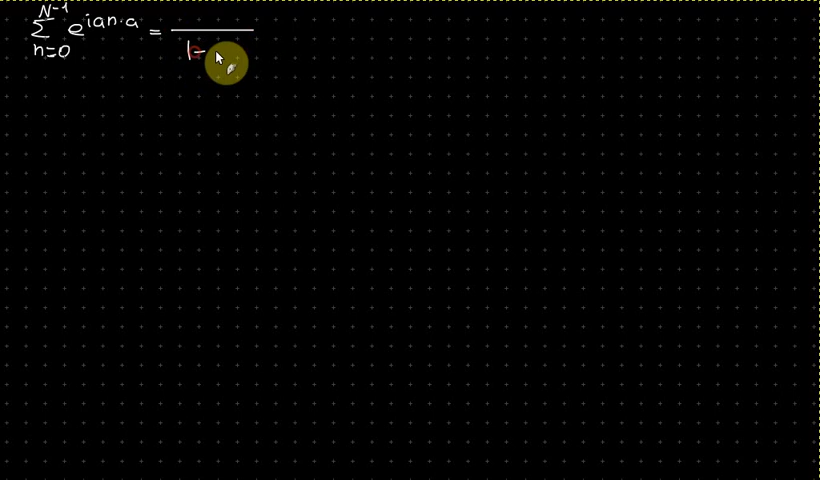 N-1
Σ e^{ian·a} = ―――
n=0 1-